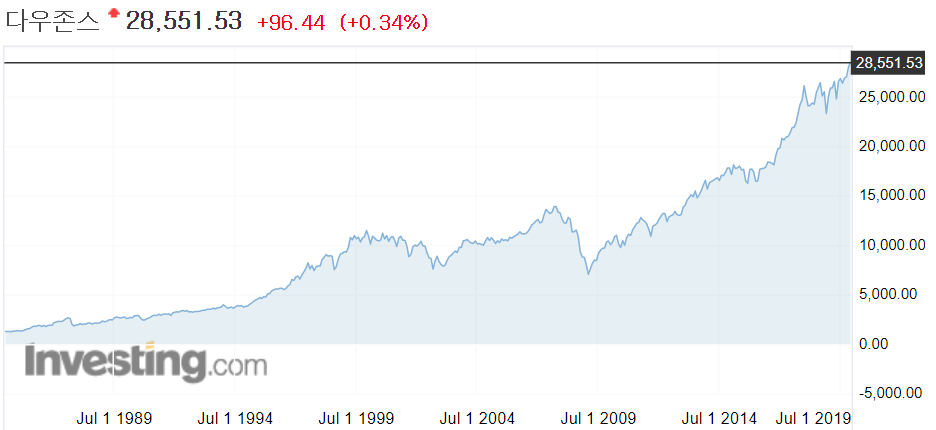 다우존스 28,551.53 +96.44 (+0.34%)
28,551.53
25,000.00
20,000.00
15,000.00
10,000.00
5,000.00
0.00
-5,000.00
Investing.com
Jul 1 1989 Jul 1 1994 Jul 1 1999 Jul 1 2004 Jul 1 2009 Jul 1 2014 Jul 1 2019